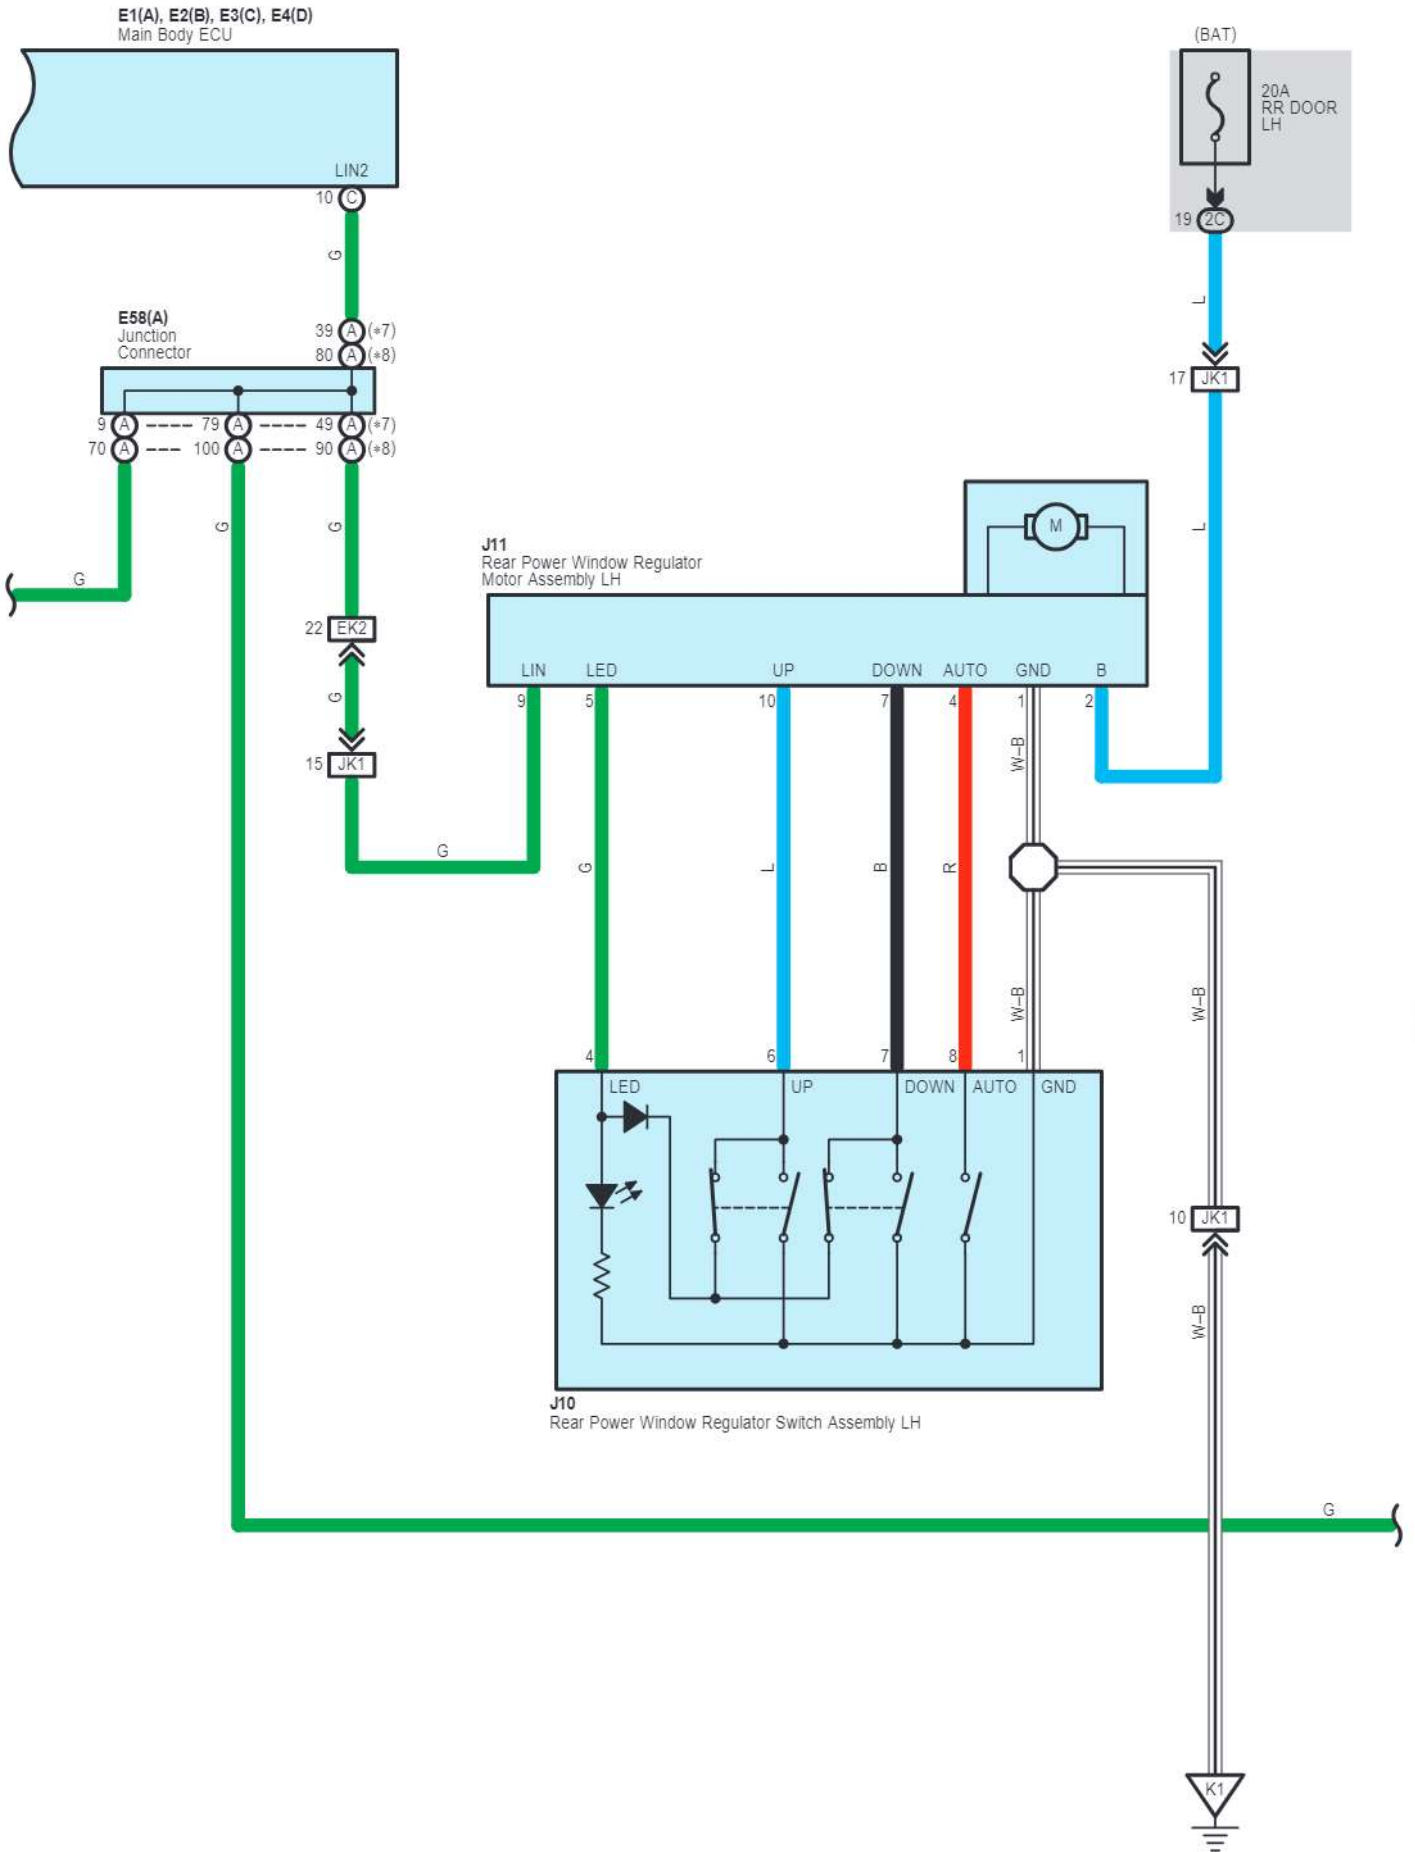 E1(A), E2(B), E3(C), E4(D)
Main Body ECU
(BAT)
20A
RR DOOR
LH
LIN2
10 C
19 2C
G
L
E58(A)
Junction
Connector
39 A (*7)
80 A (*8)
17 JK1
9 A 79 A 49 A (*7)
70 A 100 A 90 A (*8)
G
G
L
M
J11
Rear Power Window Regulator
Motor Assembly LH
G
22 EK2
LIN LED UP DOWN AUTO GND B
9 5 10 7 4 1 2
G
W–B
15 JK1
G
G
L
B
R
W–B
W–B
4 6 7 8 1
LED UP DOWN AUTO GND
10 JK1
W–B
J10
Rear Power Window Regulator Switch Assembly LH
G
K1